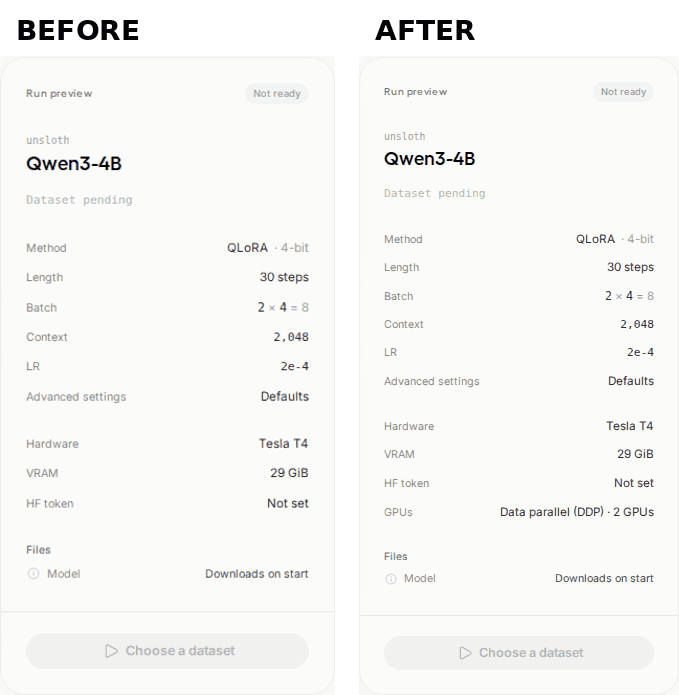 BEFORE
Run preview Not ready
unsloth
Qwen3-4B
Dataset pending
Method QLoRA · 4-bit
Length 30 steps
Batch 2 × 4 = 8
Context 2,048
LR 2e-4
Advanced settings Defaults
Hardware Tesla T4
VRAM 29 GiB
HF token Not set
Files
Model Downloads on start
Choose a dataset
AFTER
Run preview Not ready
unsloth
Qwen3-4B
Dataset pending
Method QLoRA · 4-bit
Length 30 steps
Batch 2 × 4 = 8
Context 2,048
LR 2e-4
Advanced settings Defaults
Hardware Tesla T4
VRAM 29 GiB
HF token Not set
GPUs Data parallel (DDP) · 2 GPUs
Files
Model Downloads on start
Choose a dataset